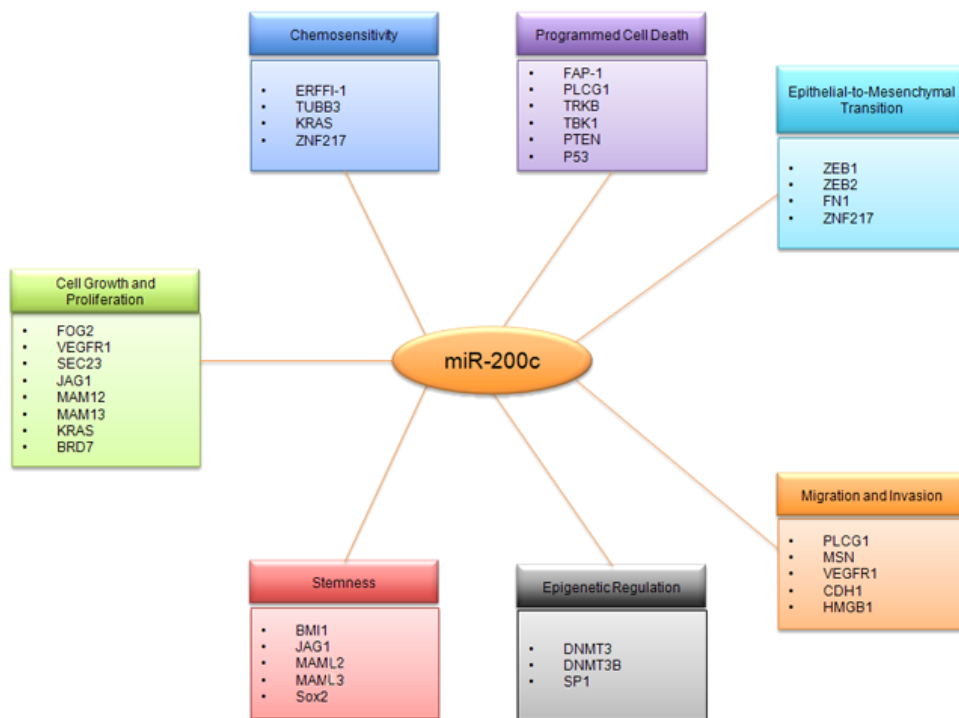 Chemosensitivity
• ERFFI-1
• TUBB3
• KRAS
• ZNF217
Programmed Cell Death
• FAP-1
• PLCG1
• TRKB
• TBK1
• PTEN
• P53
Epithelial-to-Mesenchymal
Transition
• ZEB1
• ZEB2
• FN1
• ZNF217
Cell Growth and
Proliferation
• FOG2
• VEGFR1
• SEC23
• JAG1
• MAM12
• MAM13
• KRAS
• BRD7
miR-200c
Migration and Invasion
• PLCG1
• MSN
• VEGFR1
• CDH1
• HMGB1
Stemness
• BMI1
• JAG1
• MAML2
• MAML3
• Sox2
Epigenetic Regulation
• DNMT3
• DNMT3B
• SP1